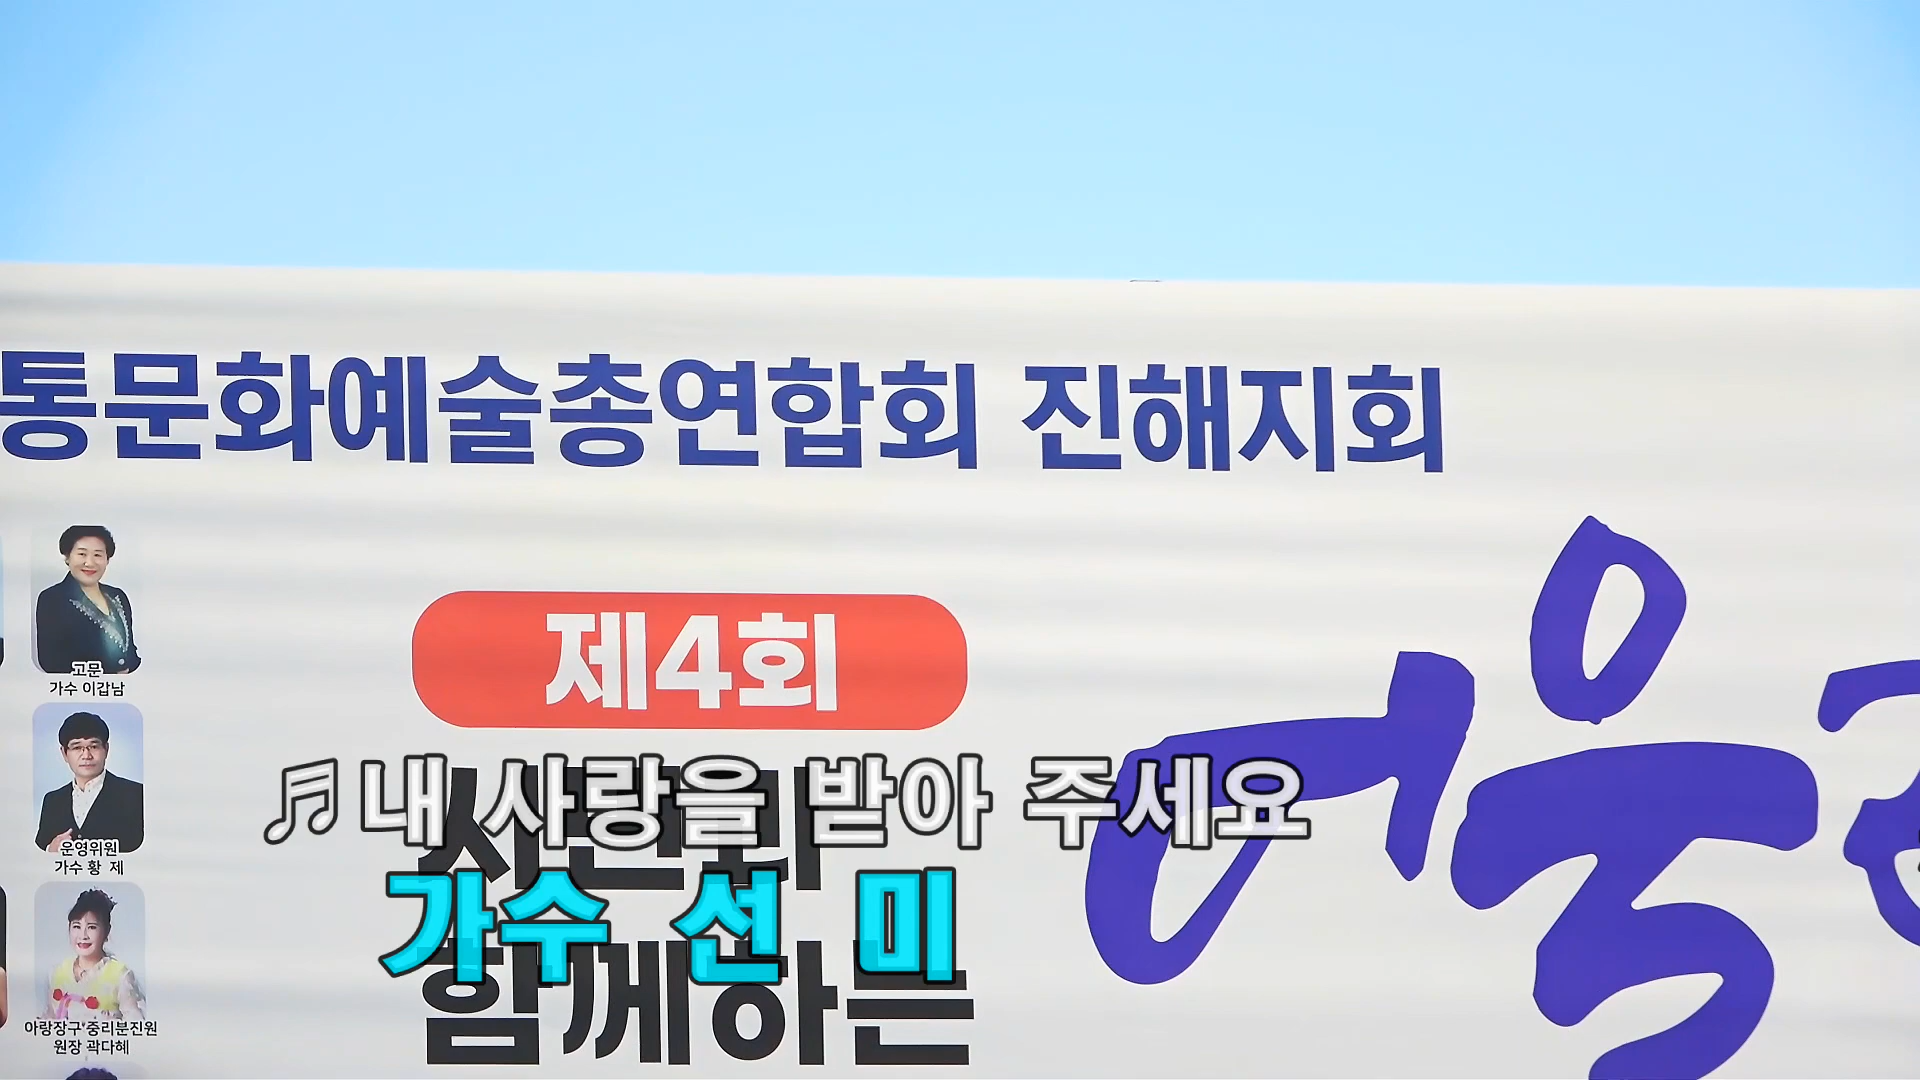 통문화예술총연합회 진해지회
고문
가수 이갑남
제4회
운영위원
가수 황 제
♬내 사랑을 받아 주세요
가수 선 미
함께하는
어울
아랑장구 중리분진원
원장 곽다혜